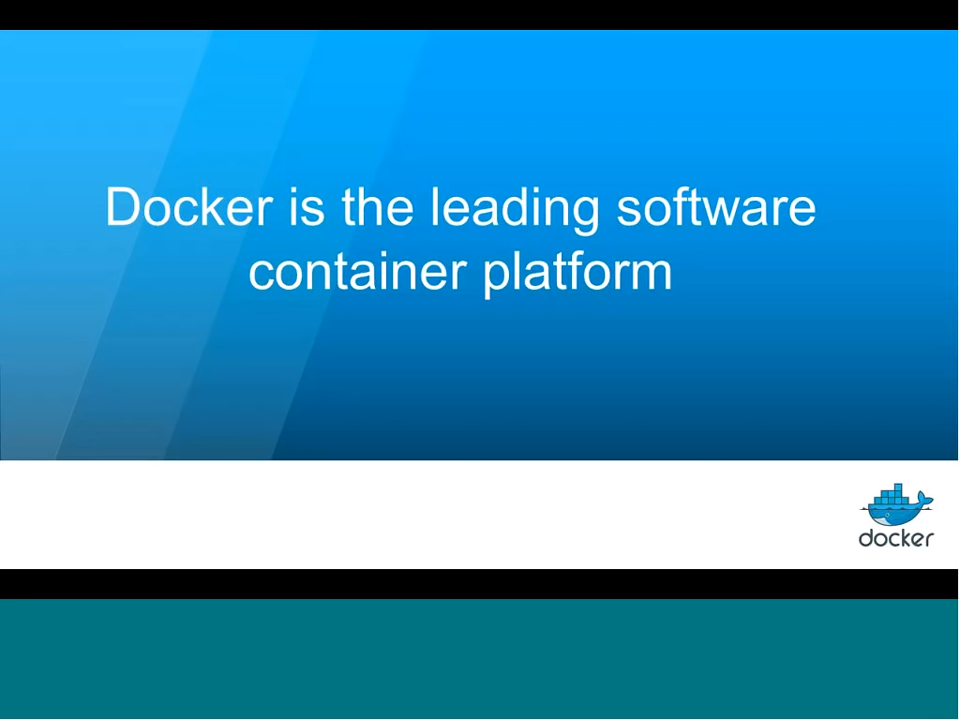 Docker is the leading software
container platform
docker